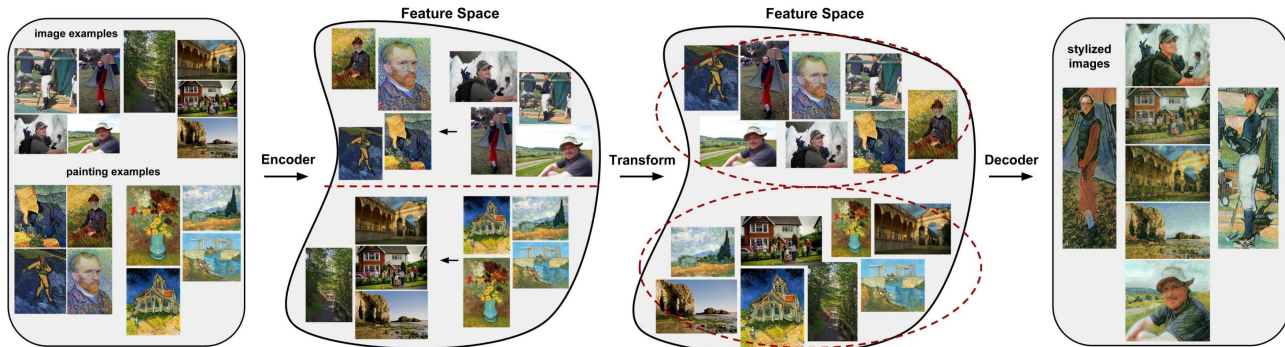 image examples
painting examples
Encoder
Feature Space
Transform
Feature Space
Decoder
stylized
images